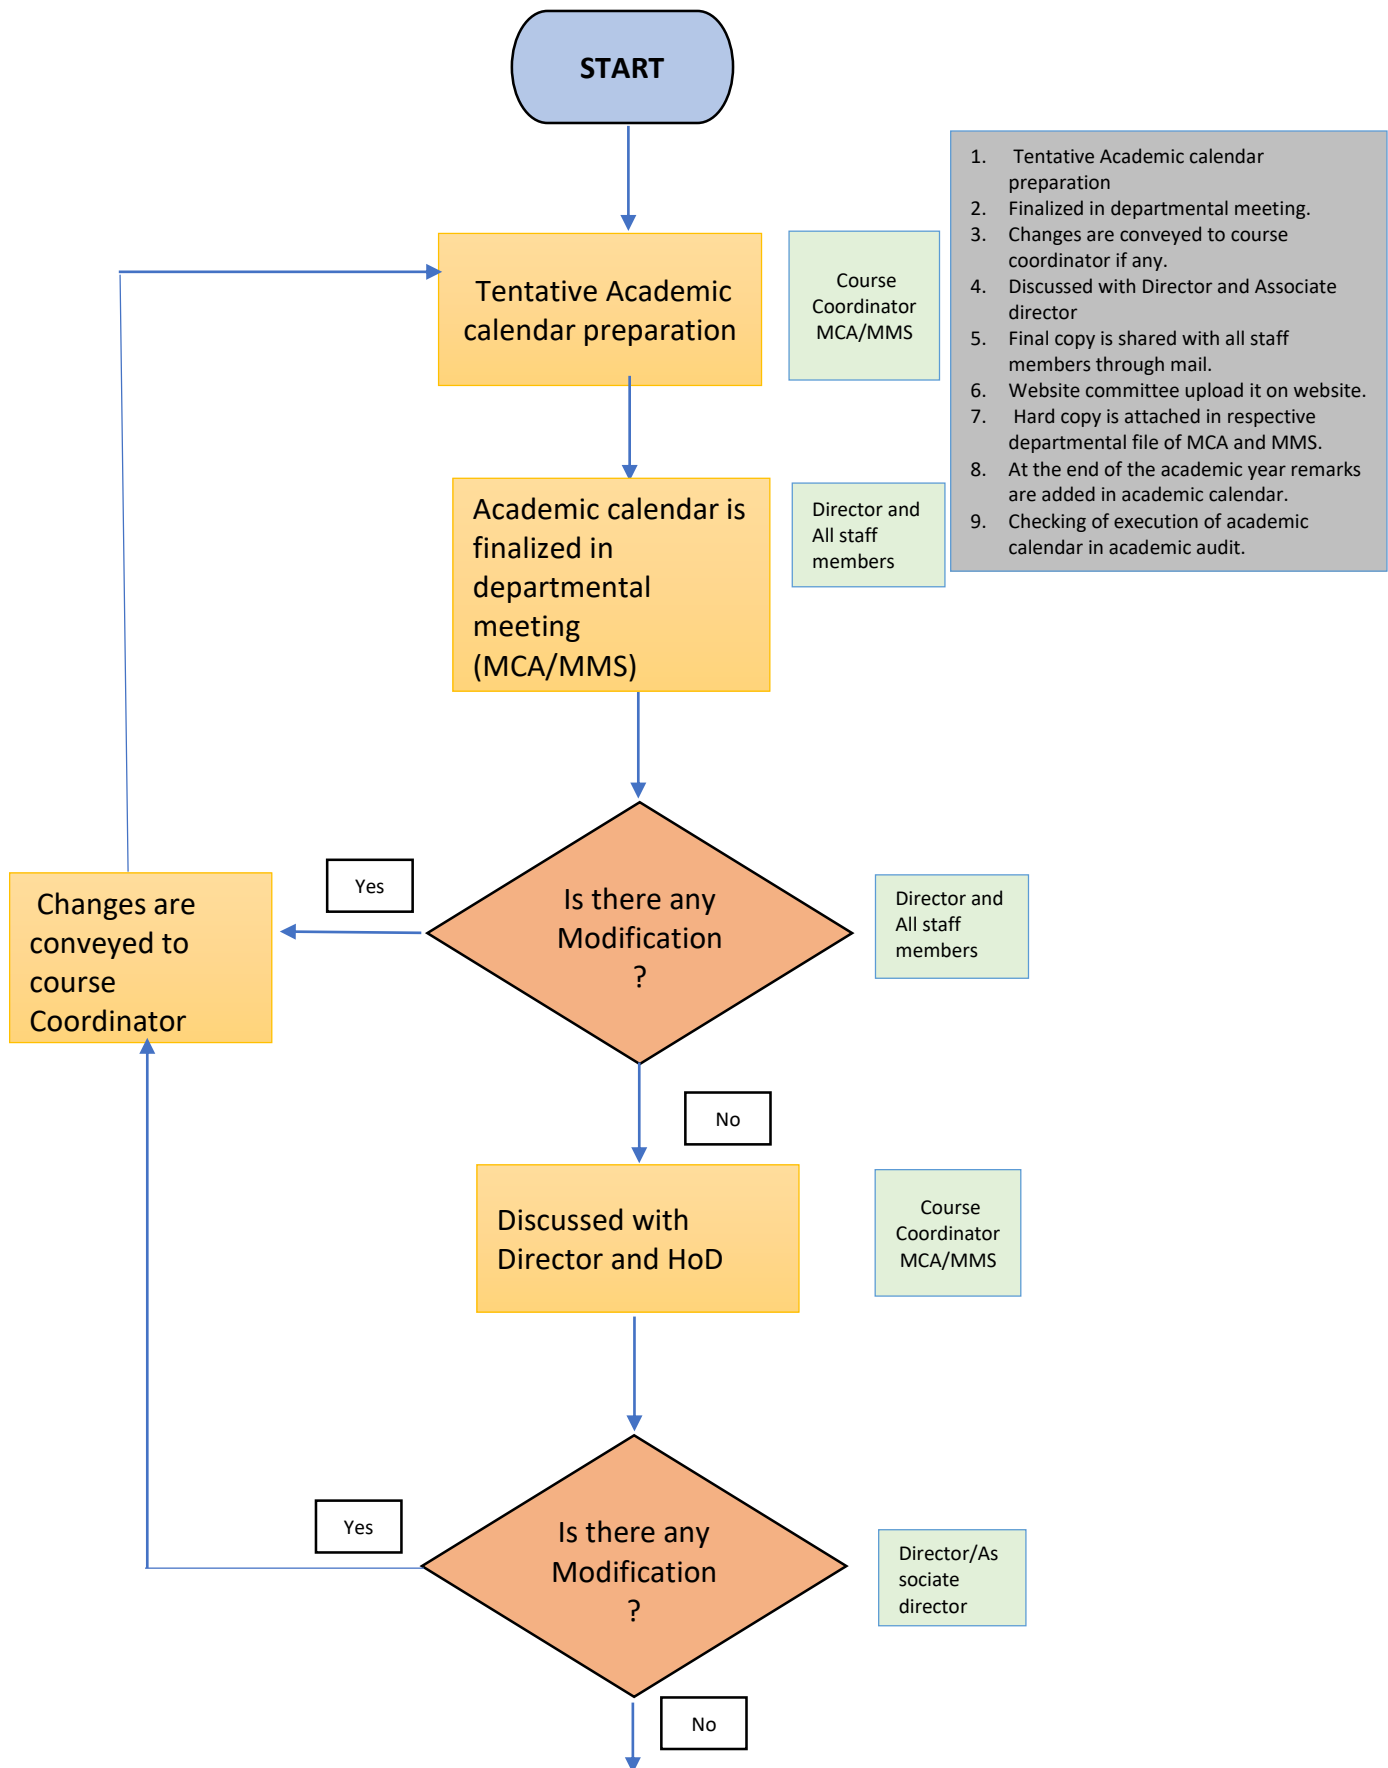 START
1. Tentative Academic calendar
preparation
2. Finalized in departmental meeting.
3. Changes are conveyed to course
coordinator if any.
4. Discussed with Director and Associate
director
5. Final copy is shared with all staff
members through mail.
6. Website committee upload it on website.
7. Hard copy is attached in respective
departmental file of MCA and MMS.
8. At the end of the academic year remarks
are added in academic calendar.
9. Checking of execution of academic
calendar in academic audit.
Tentative Academic
calendar preparation
Course
Coordinator
MCA/MMS
Academic calendar is
finalized in
departmental
meeting
(MCA/MMS)
Director and
All staff
members
Changes are
conveyed to
course
Coordinator
Yes
Is there any
Modification
?
Director and
All staff
members
No
Discussed with
Director and HoD
Course
Coordinator
MCA/MMS
Yes
Is there any
Modification
?
Director/As
sociate
director
No